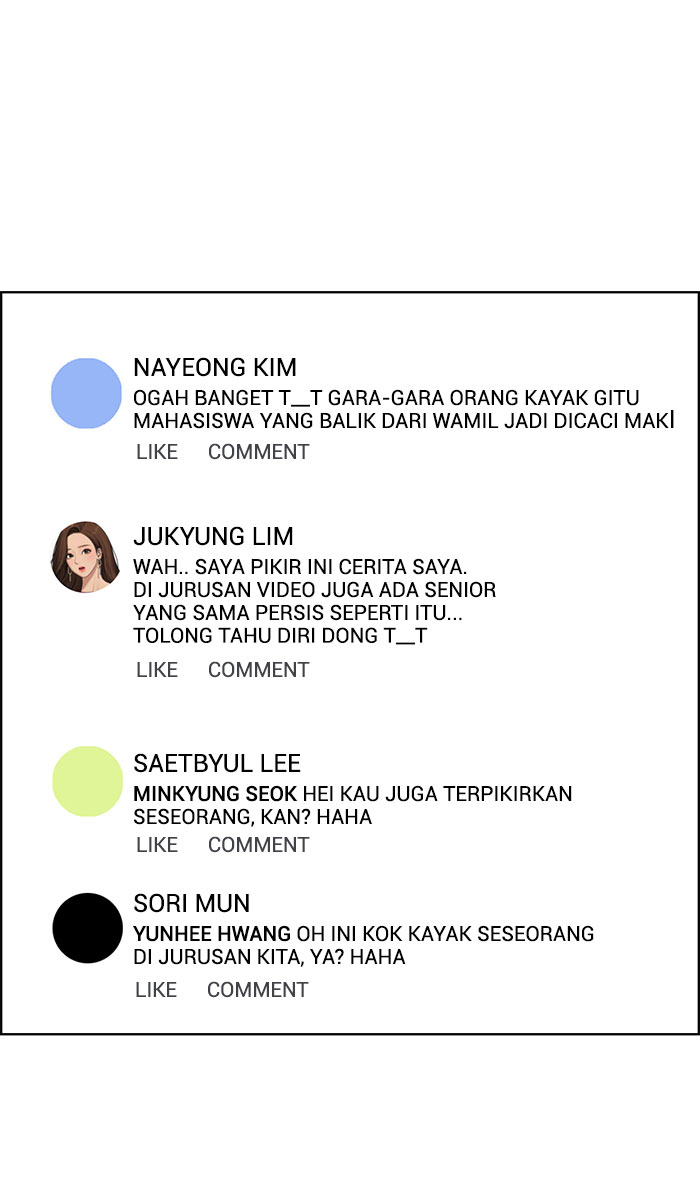 NAYEONG KIM
OGAH BANGET T__T GARA-GARA ORANG KAYAK GITU
MAHASISWA YANG BALIK DARI WAMIL JADI DICACI MAKI
LIKE COMMENT
JUKYUNG LIM
WAH.. SAYA PIKIR INI CERITA SAYA.
DI JURUSAN VIDEO JUGA ADA SENIOR
YANG SAMA PERSIS SEPERTI ITU...
TOLONG TAHU DIRI DONG T__T
LIKE COMMENT
SAETBYUL LEE
MINKYUNG SEOK HEI KAU JUGA TERPIKIRKAN
SESEORANG, KAN? HAHA
LIKE COMMENT
SORI MUN
YUNHEE HWANG OH INI KOK KAYAK SESEORANG
DI JURUSAN KITA, YA? HAHA
LIKE COMMENT